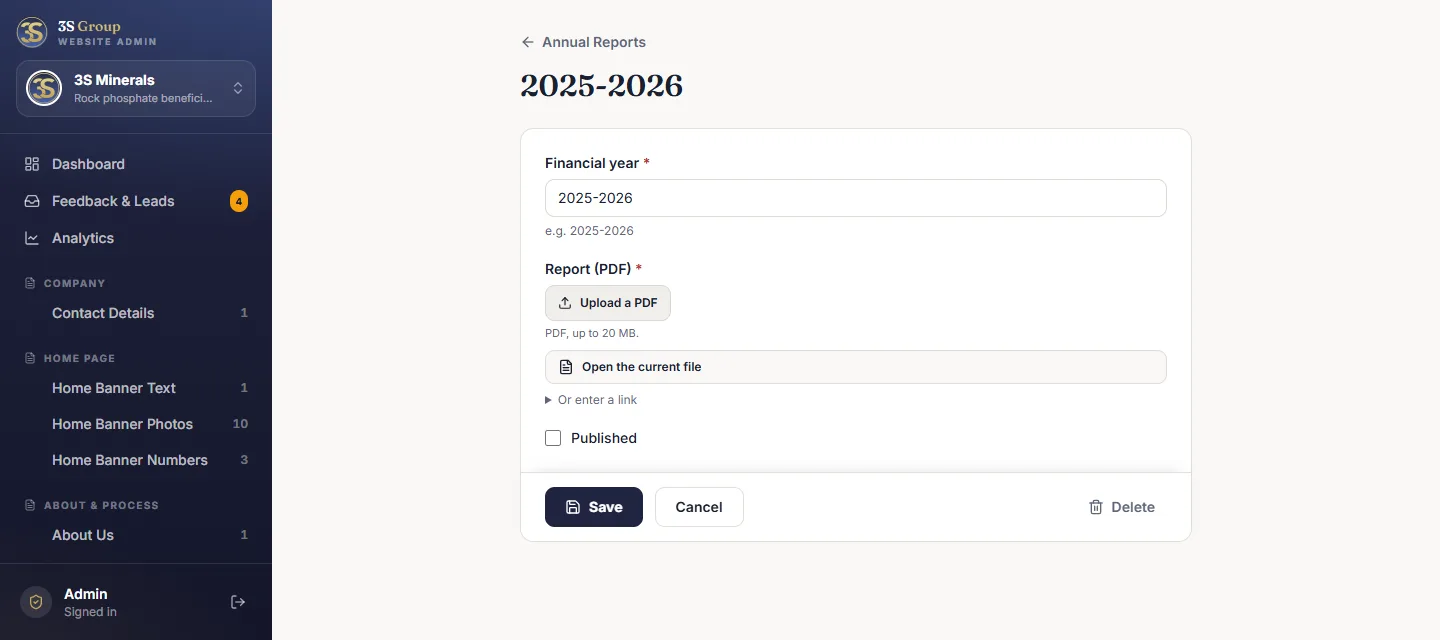 3S Group
WEBSITE ADMIN
3S Minerals
Rock phosphate benefici...
Dashboard
Feedback & Leads 4
Analytics
COMPANY
Contact Details 1
HOME PAGE
Home Banner Text 1
Home Banner Photos 10
Home Banner Numbers 3
ABOUT & PROCESS
About Us 1
Admin
Signed in
Annual Reports
2025-2026
Financial year *
2025-2026
e.g. 2025-2026
Report (PDF) *
Upload a PDF
PDF, up to 20 MB.
Open the current file
Or enter a link
Published
Save Cancel Delete